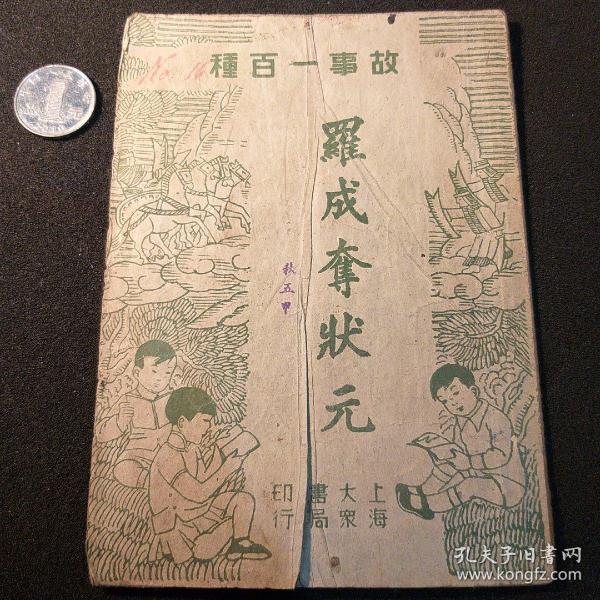 故事一百種
No. 14
羅成奪狀元
秋五甲
上海
大眾
書局
印行
1
孔夫子旧书网
www.kongfz.com